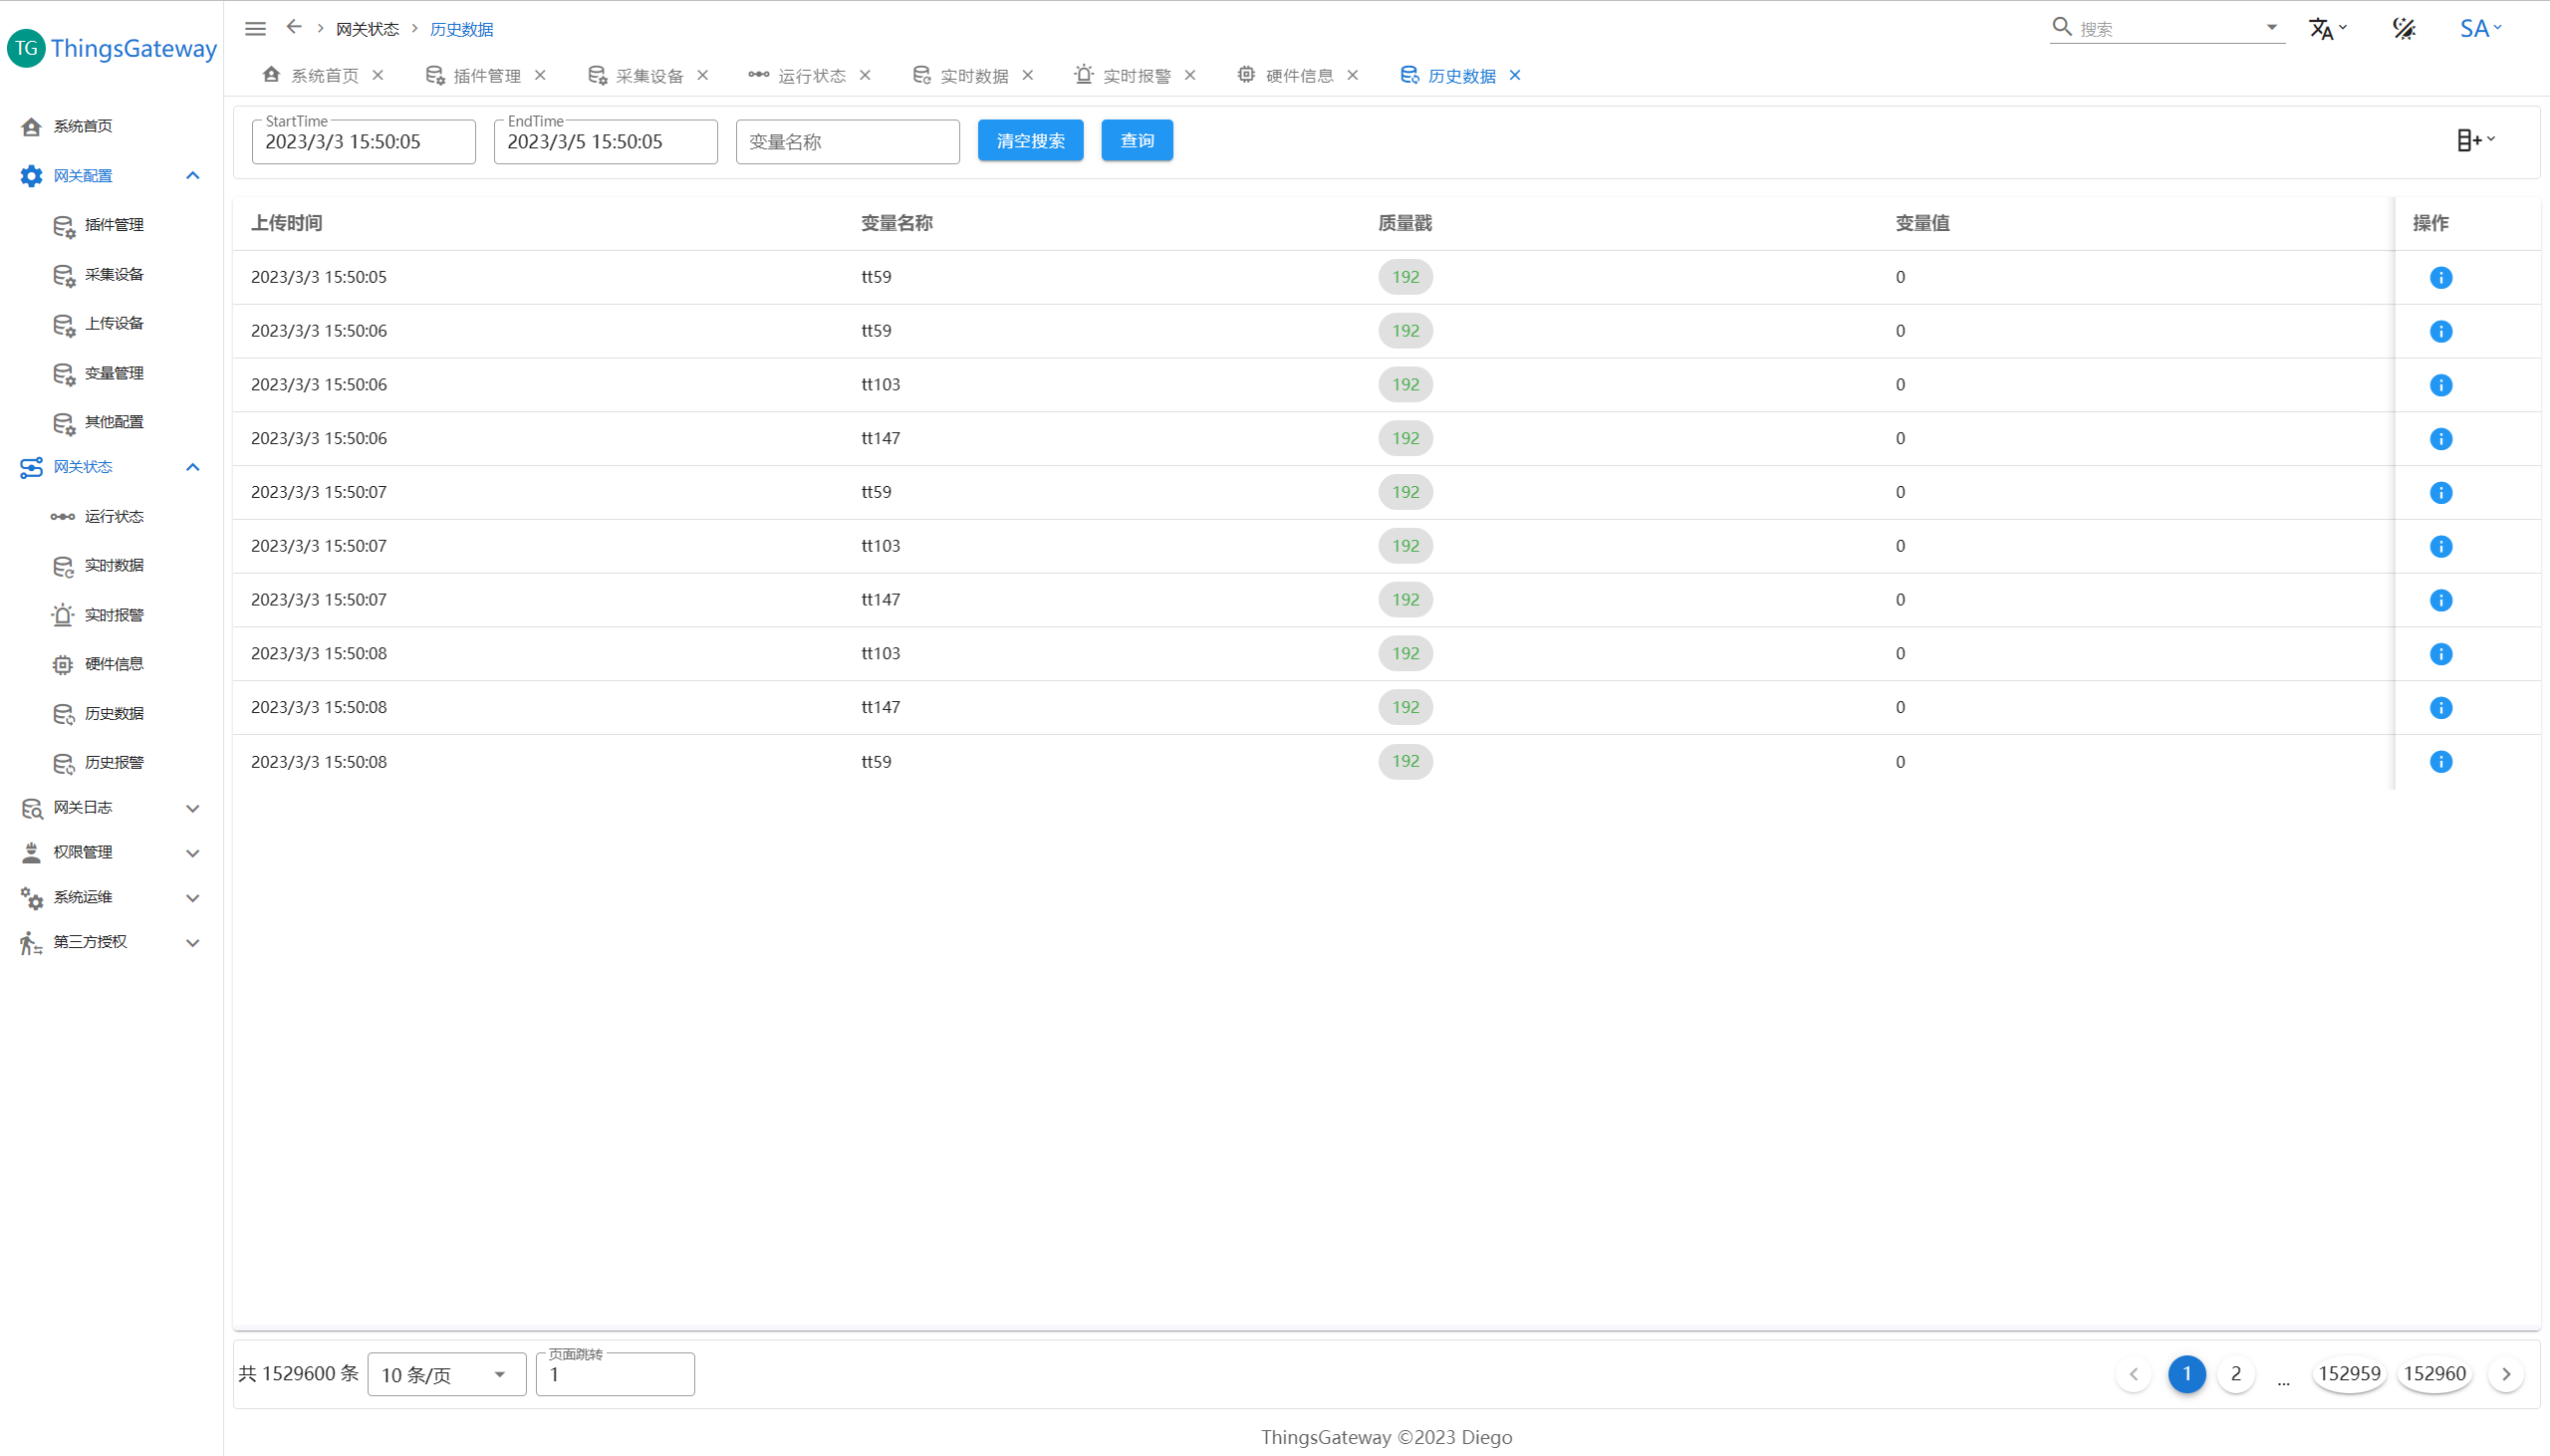 TG ThingsGateway
网关状态 历史数据 搜索 SA
系统首页 插件管理 采集设备 运行状态 实时数据 实时报警 硬件信息 历史数据
系统首页
网关配置
插件管理
采集设备
上传设备
变量管理
其他配置
网关状态
运行状态
实时数据
实时报警
硬件信息
历史数据
历史报警
网关日志
权限管理
系统运维
第三方授权
StartTime EndTime
2023/3/3 15:50:05 2023/3/5 15:50:05 变量名称 清空搜索 查询
上传时间 变量名称 质量戳 变量值 操作
2023/3/3 15:50:05 tt59 192 0
2023/3/3 15:50:06 tt59 192 0
2023/3/3 15:50:06 tt103 192 0
2023/3/3 15:50:06 tt147 192 0
2023/3/3 15:50:07 tt59 192 0
2023/3/3 15:50:07 tt103 192 0
2023/3/3 15:50:07 tt147 192 0
2023/3/3 15:50:08 tt103 192 0
2023/3/3 15:50:08 tt147 192 0
2023/3/3 15:50:08 tt59 192 0
页面跳转
共 1529600 条 10 条/页 1 1 2 ... 152959 152960
ThingsGateway ©2023 Diego